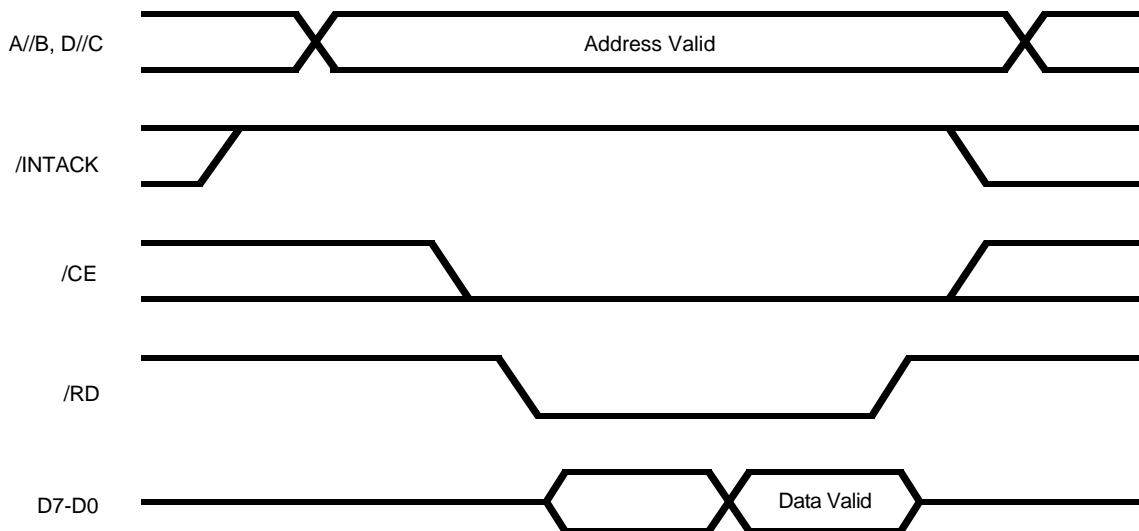 A//B, D//C
Address Valid
/INTACK
/CE
/RD
D7-D0
Data Valid